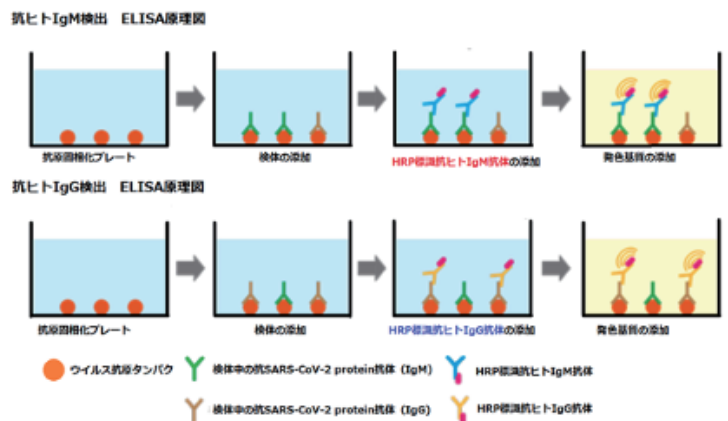 抗ヒトIgM検出 ELISA原理図
抗原固相化プレート
検体の添加
HRP標識抗ヒトIgM抗体の添加
発色基質の添加
抗ヒトIgG検出 ELISA原理図
抗原固相化プレート
検体の添加
HRP標識抗ヒトIgG抗体の添加
発色基質の添加
ウイルス抗原タンパク
検体中の抗SARS-CoV-2 protein抗体（IgM）
HRP標識抗ヒトIgM抗体
検体中の抗SARS-CoV-2 protein抗体（IgG）
HRP標識抗ヒトIgG抗体